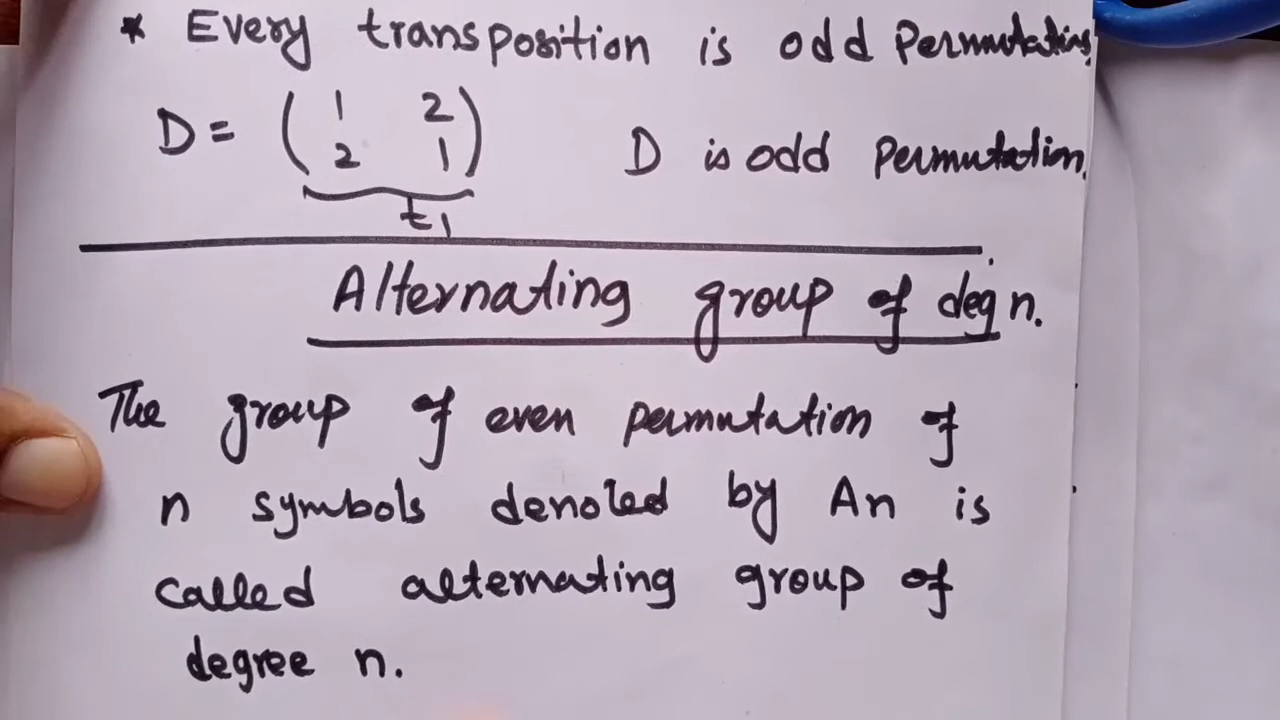 * Every transposition is odd Permutation
D = ( 1 2 D is odd Permutation.
2 1 )
t1
Alternating group of deg n.
The group of even permutation of
n symbols denoted by An is
called alternating group of
degree n.